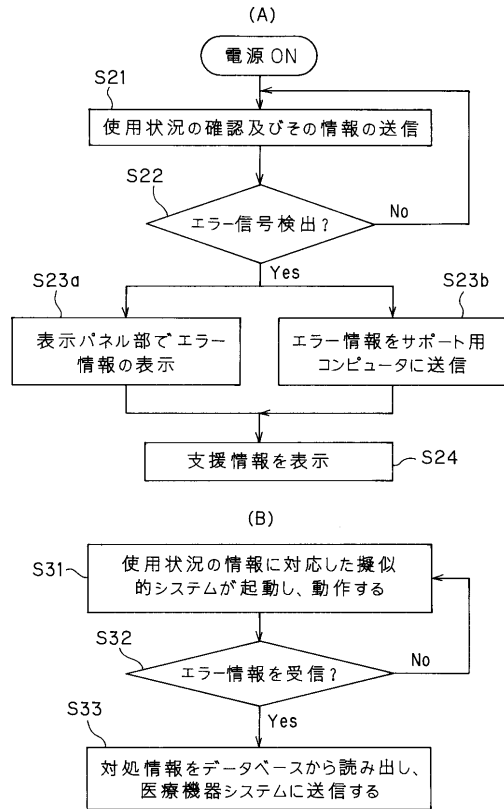 (A)
電源 ON
S21
使用状況の確認及びその情報の送信
S22
エラー信号検出?
No
Yes
S23a
S23b
表示パネル部でエラー
情報の表示
エラー情報をサポート用
コンピュータに送信
支援情報を表示
S24
(B)
S31
使用状況の情報に対応した擬似
的システムが起動し、動作する
S32
エラー情報を受信?
No
Yes
S33
対処情報をデータベースから読み出し、
医療機器システムに送信する